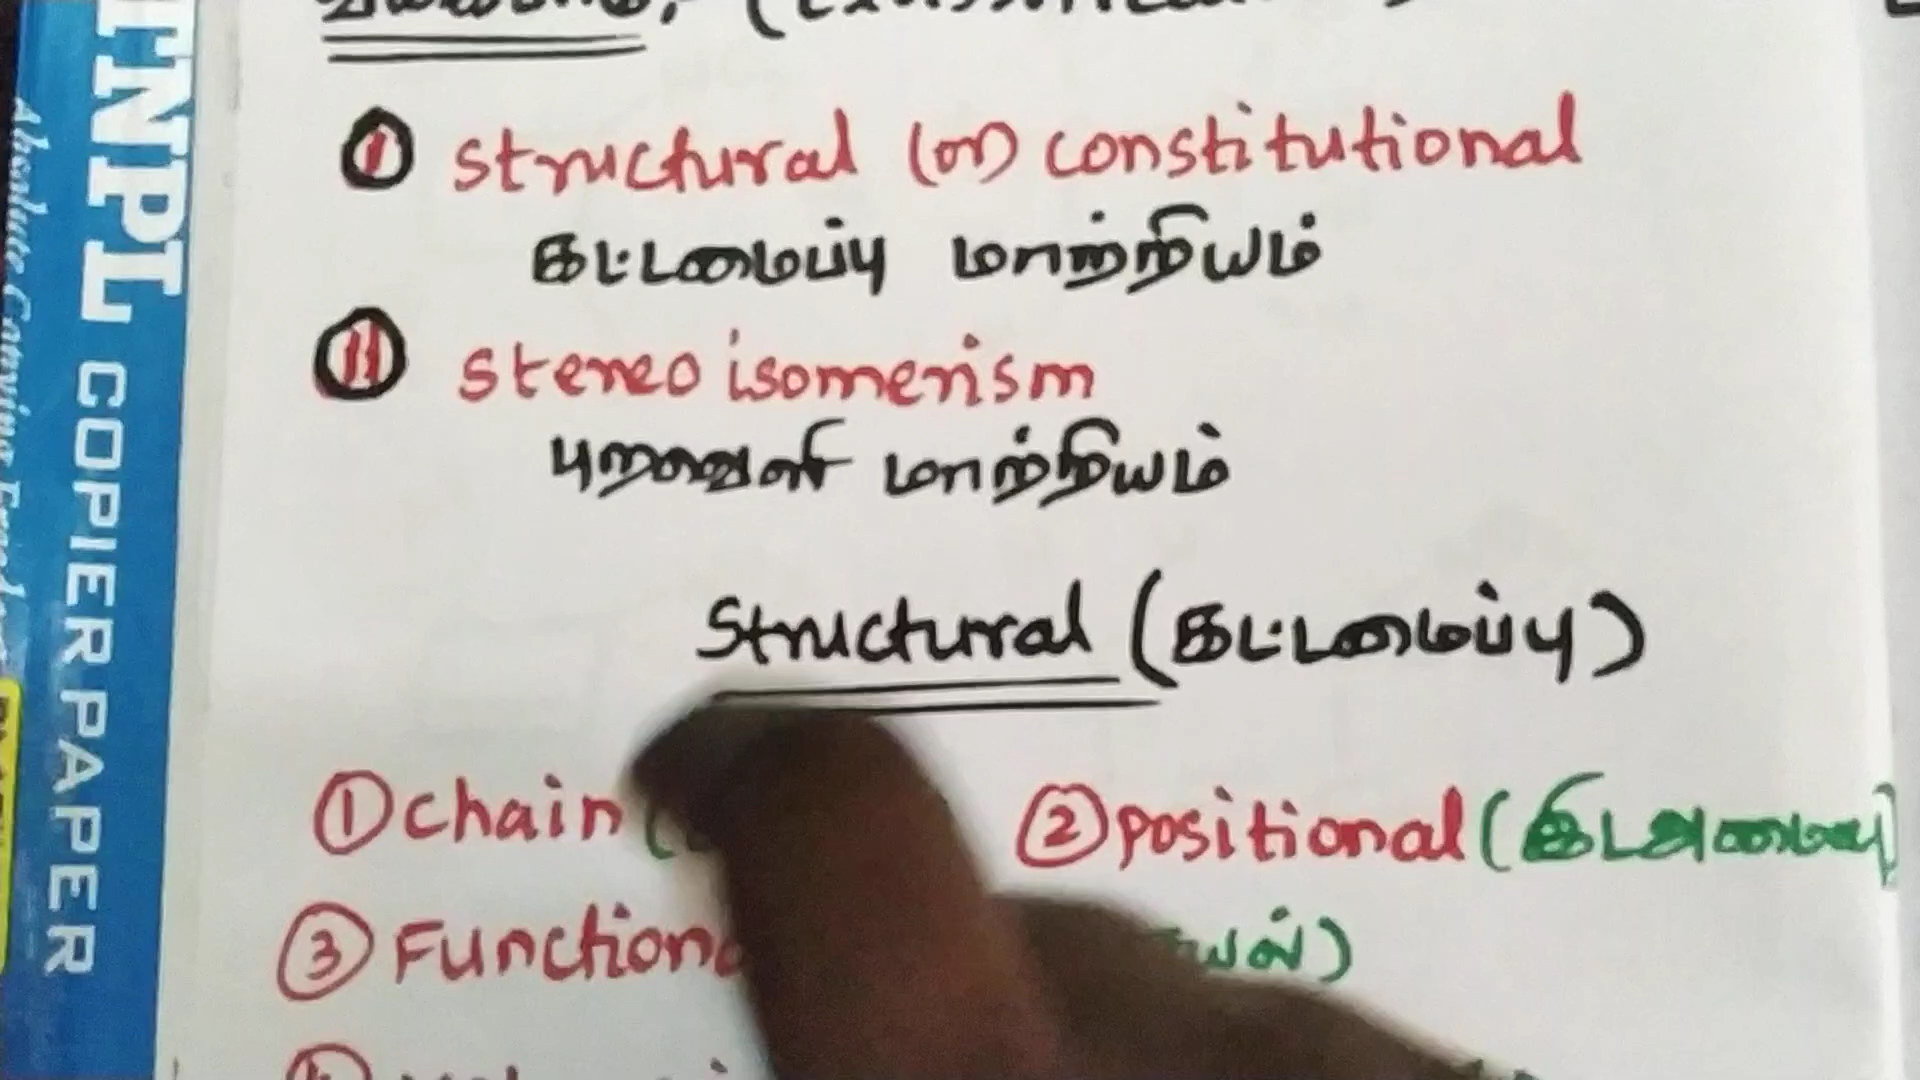 TNPL COPIER PAPER
I structural (or) constitutional
கட்டமைப்பு மாற்றியம்
II stereo isomerism
புறவெளி மாற்றியம்
Structural (கட்டமைப்பு)
① chain (
② positional (இடஅமைப்பு)
③ Function